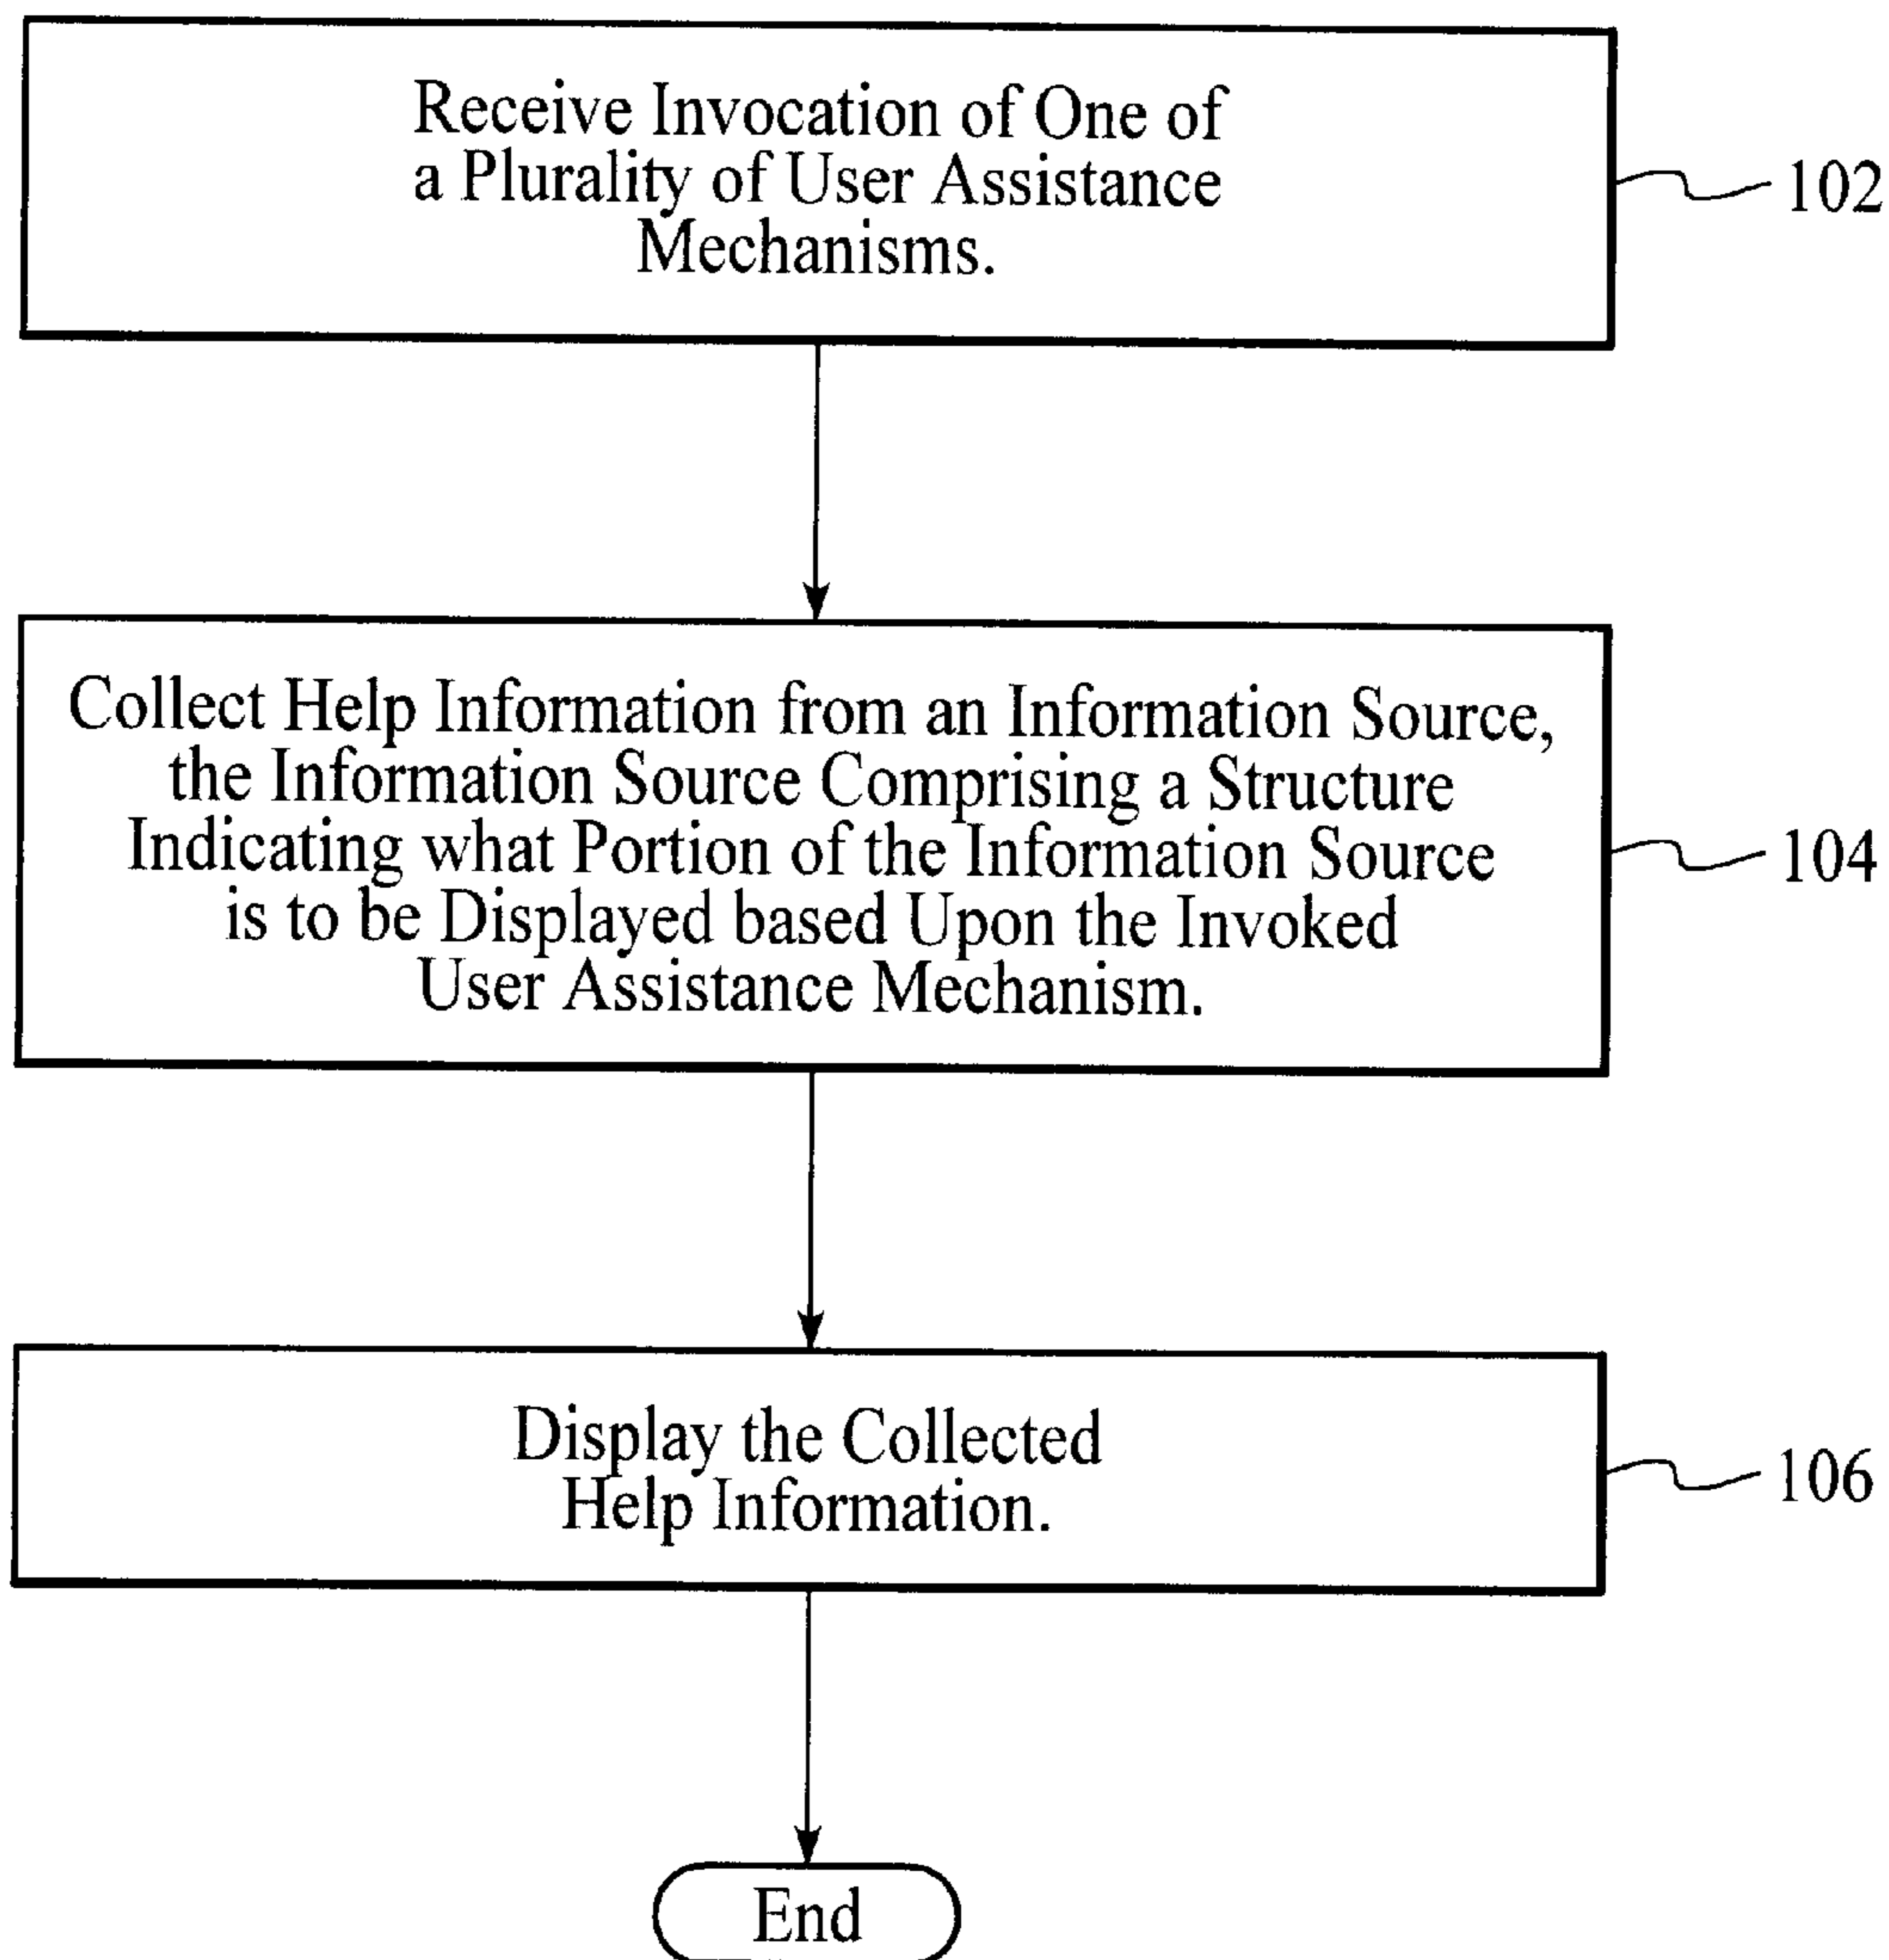 Receive Invocation of One of
a Plurality of User Assistance
Mechanisms.
102
Collect Help Information from an Information Source,
the Information Source Comprising a Structure
Indicating what Portion of the Information Source
is to be Displayed based Upon the Invoked
User Assistance Mechanism.
104
Display the Collected
Help Information.
106
End